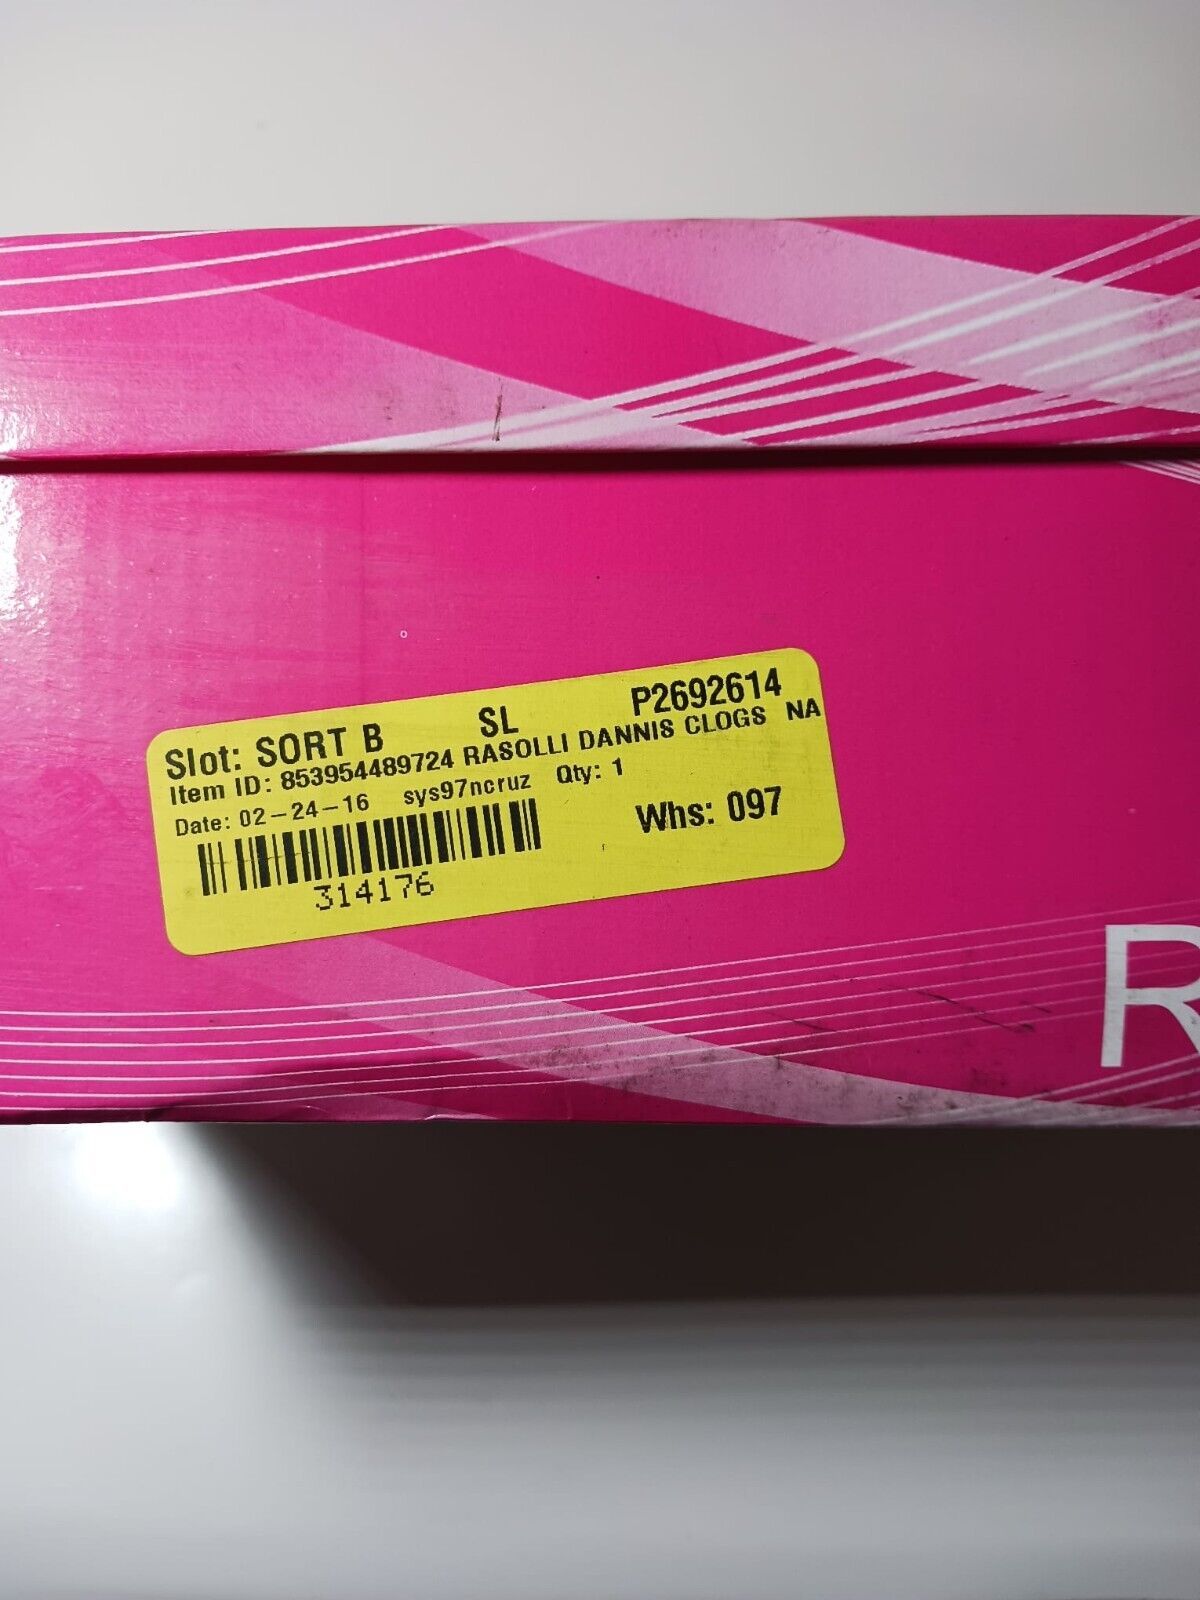 Slot: SORT B SL P2692614
Item ID: 853954489724 RASOLLI DANNIS CLOGS NA
Date: 02-24-16 sys97ncruz Qty: 1
Whs: 097
314176
R